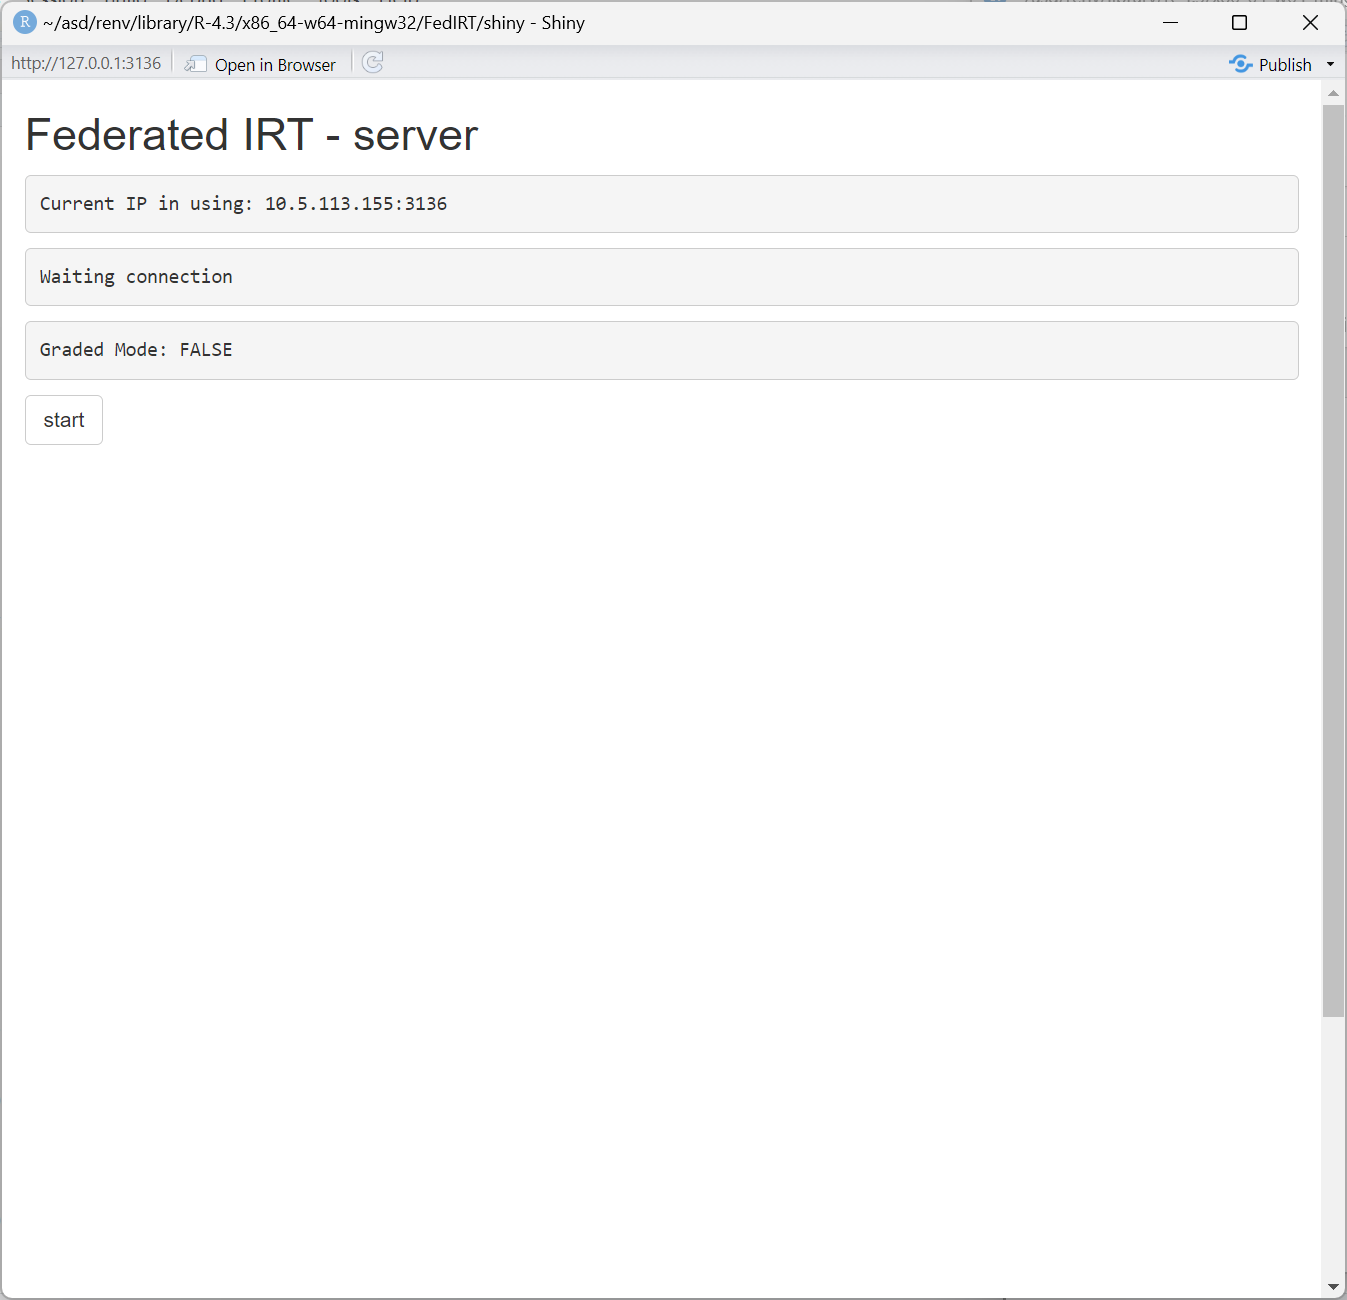 R ~/asd/renv/library/R-4.3/x86_64-w64-mingw32/FedIRT/shiny - Shiny
http://127.0.0.1:3136 Open in Browser Publish
Federated IRT - server
Current IP in using: 10.5.113.155:3136
Waiting connection
Graded Mode: FALSE
start